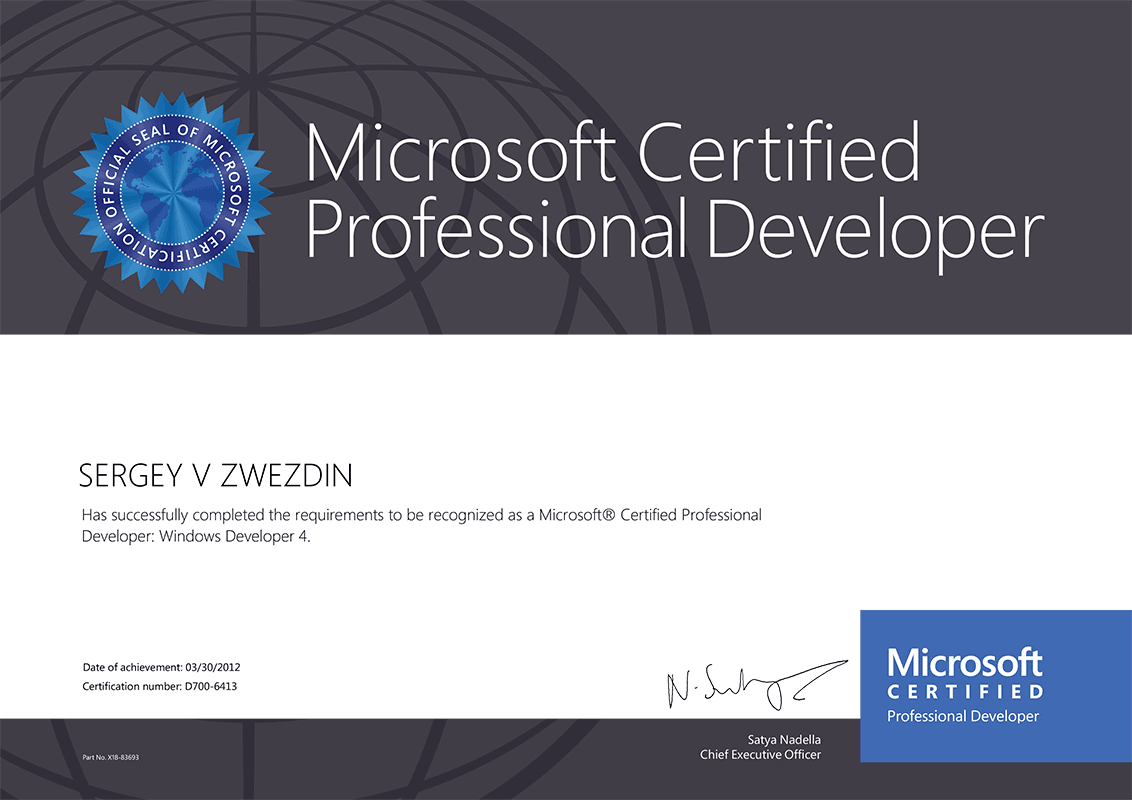 OFFICIAL SEAL OF MICROSOFT CERTIFICATION
Microsoft Certified
Professional Developer
SERGEY V ZWEZDIN
Has successfully completed the requirements to be recognized as a Microsoft® Certified Professional
Developer: Windows Developer 4.
Date of achievement: 03/30/2012
Certification number: D700-6413
N. Satya
Microsoft
CERTIFIED
Professional Developer
Satya Nadella
Chief Executive Officer
Part No. X18-83693